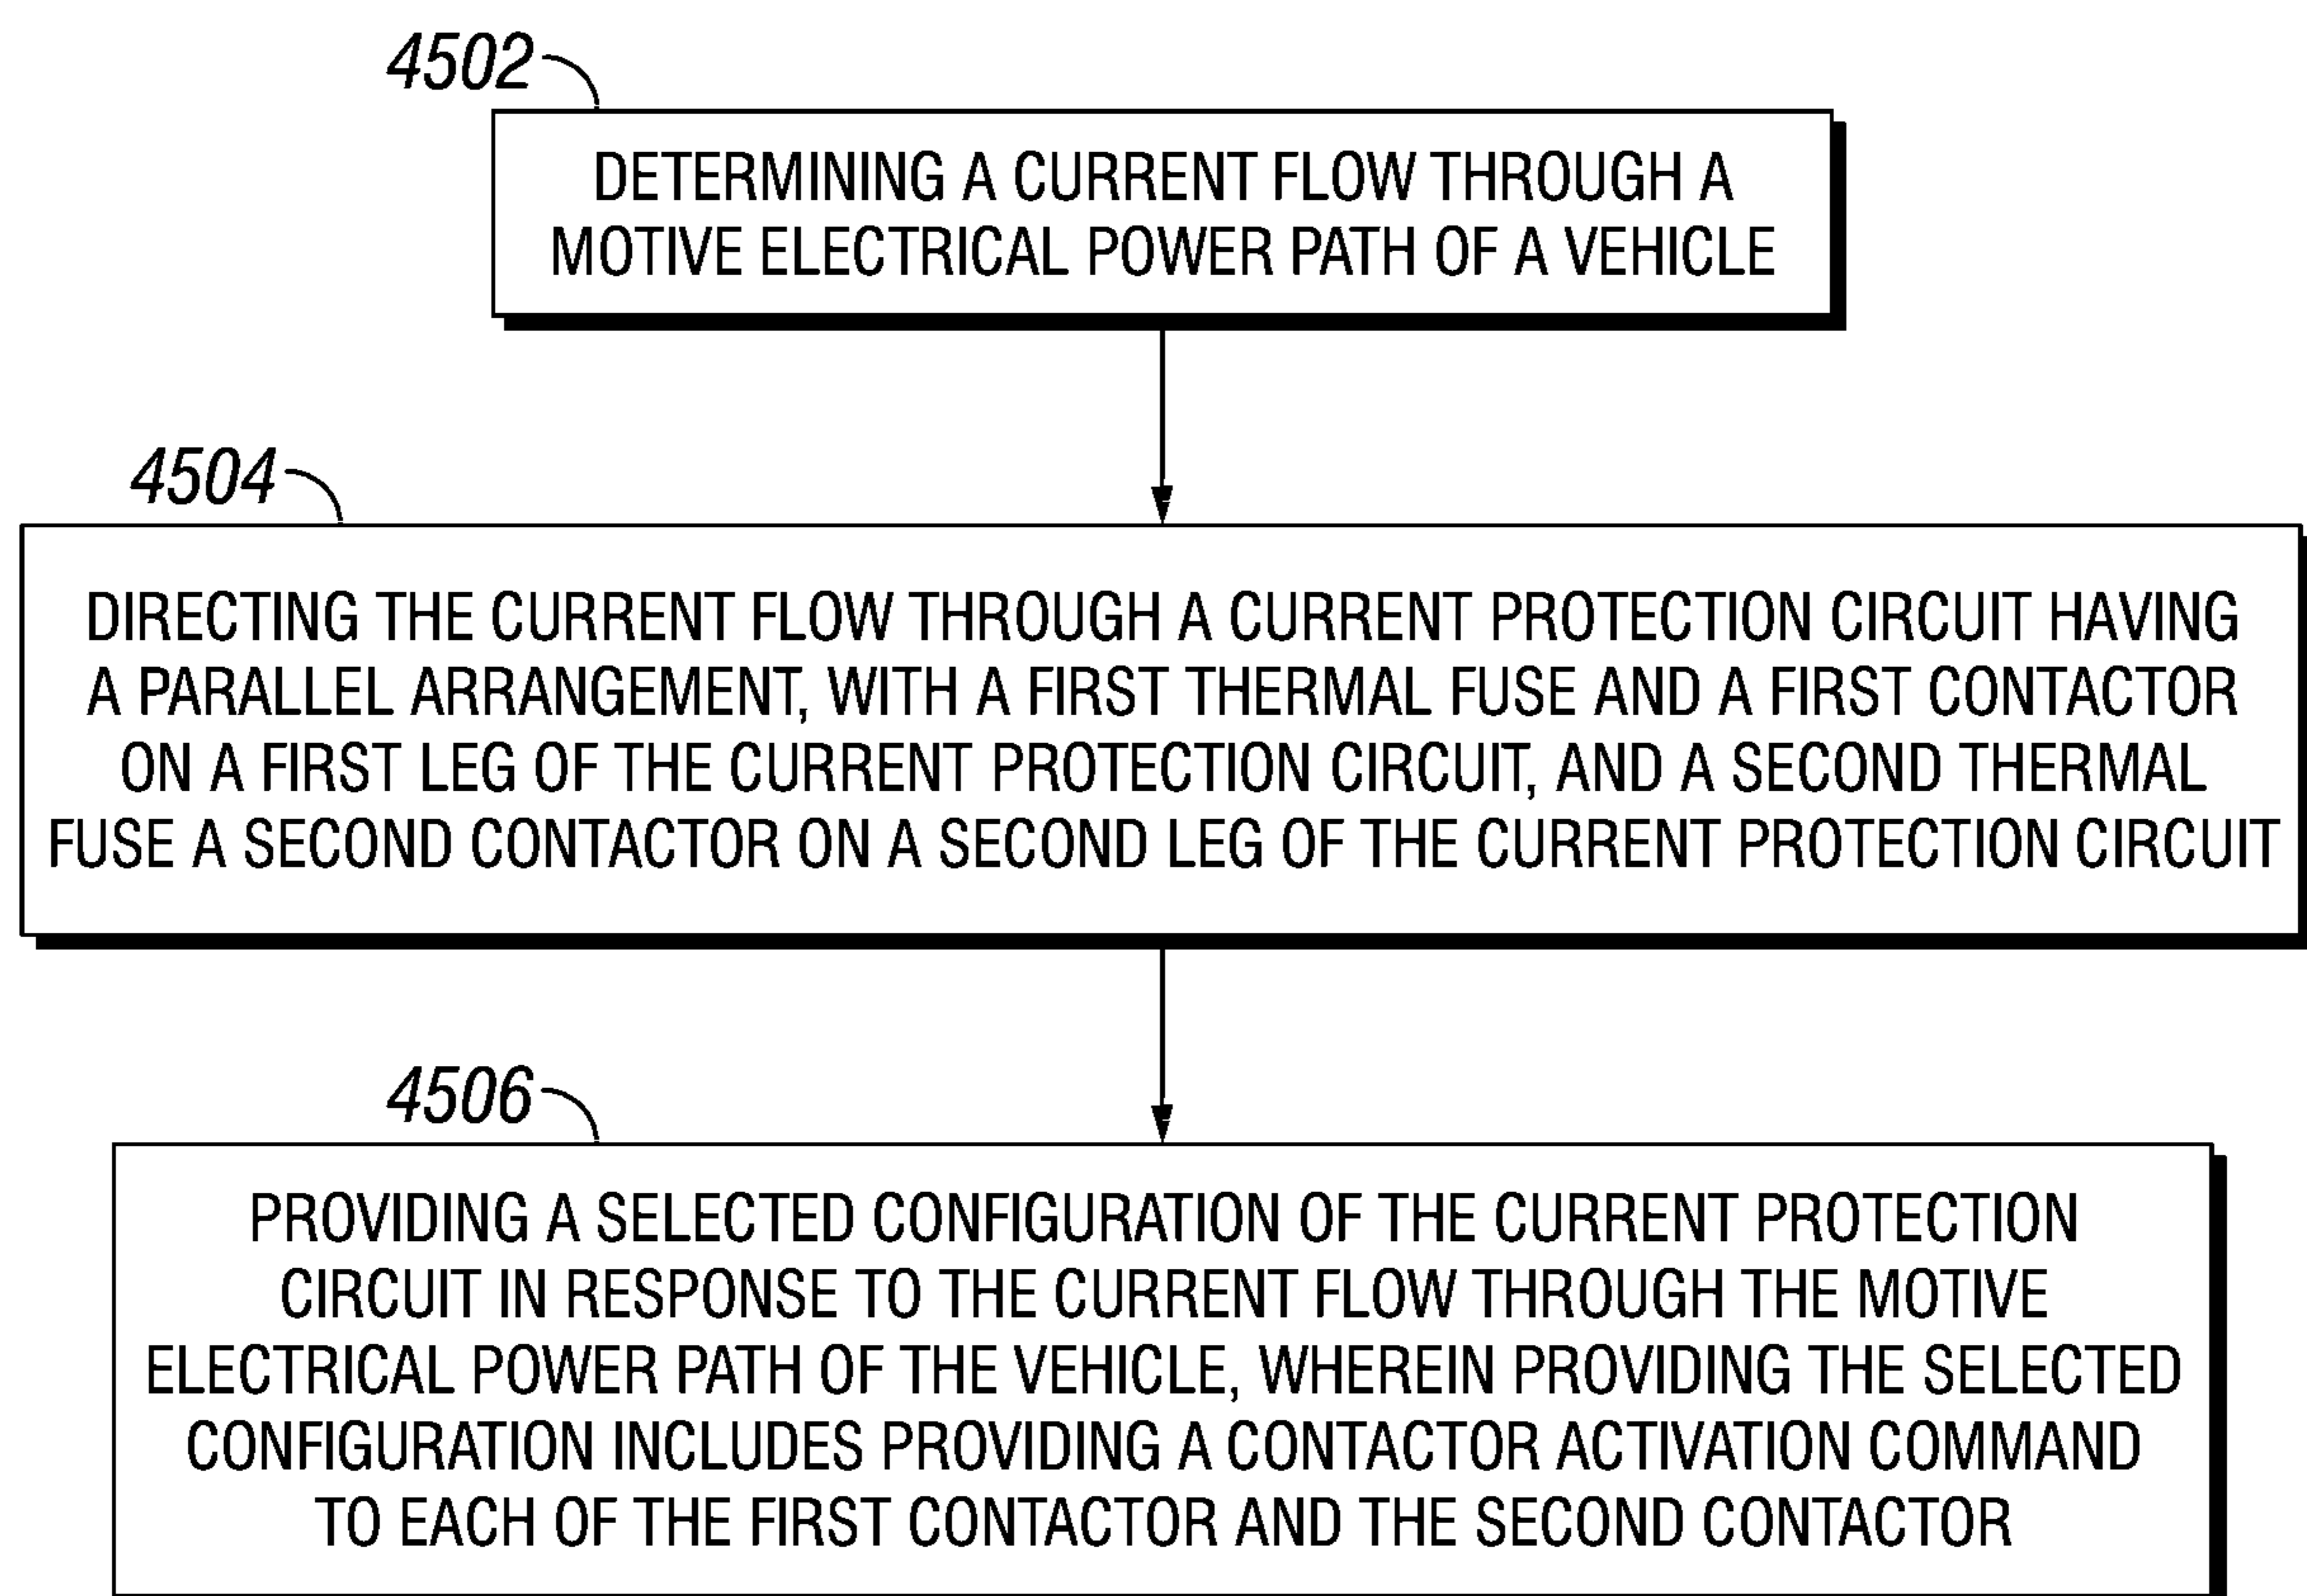 4502
DETERMINING A CURRENT FLOW THROUGH A
MOTIVE ELECTRICAL POWER PATH OF A VEHICLE
4504
DIRECTING THE CURRENT FLOW THROUGH A CURRENT PROTECTION CIRCUIT HAVING
A PARALLEL ARRANGEMENT, WITH A FIRST THERMAL FUSE AND A FIRST CONTACTOR
ON A FIRST LEG OF THE CURRENT PROTECTION CIRCUIT, AND A SECOND THERMAL
FUSE A SECOND CONTACTOR ON A SECOND LEG OF THE CURRENT PROTECTION CIRCUIT
4506
PROVIDING A SELECTED CONFIGURATION OF THE CURRENT PROTECTION
CIRCUIT IN RESPONSE TO THE CURRENT FLOW THROUGH THE MOTIVE
ELECTRICAL POWER PATH OF THE VEHICLE, WHEREIN PROVIDING THE SELECTED
CONFIGURATION INCLUDES PROVIDING A CONTACTOR ACTIVATION COMMAND
TO EACH OF THE FIRST CONTACTOR AND THE SECOND CONTACTOR